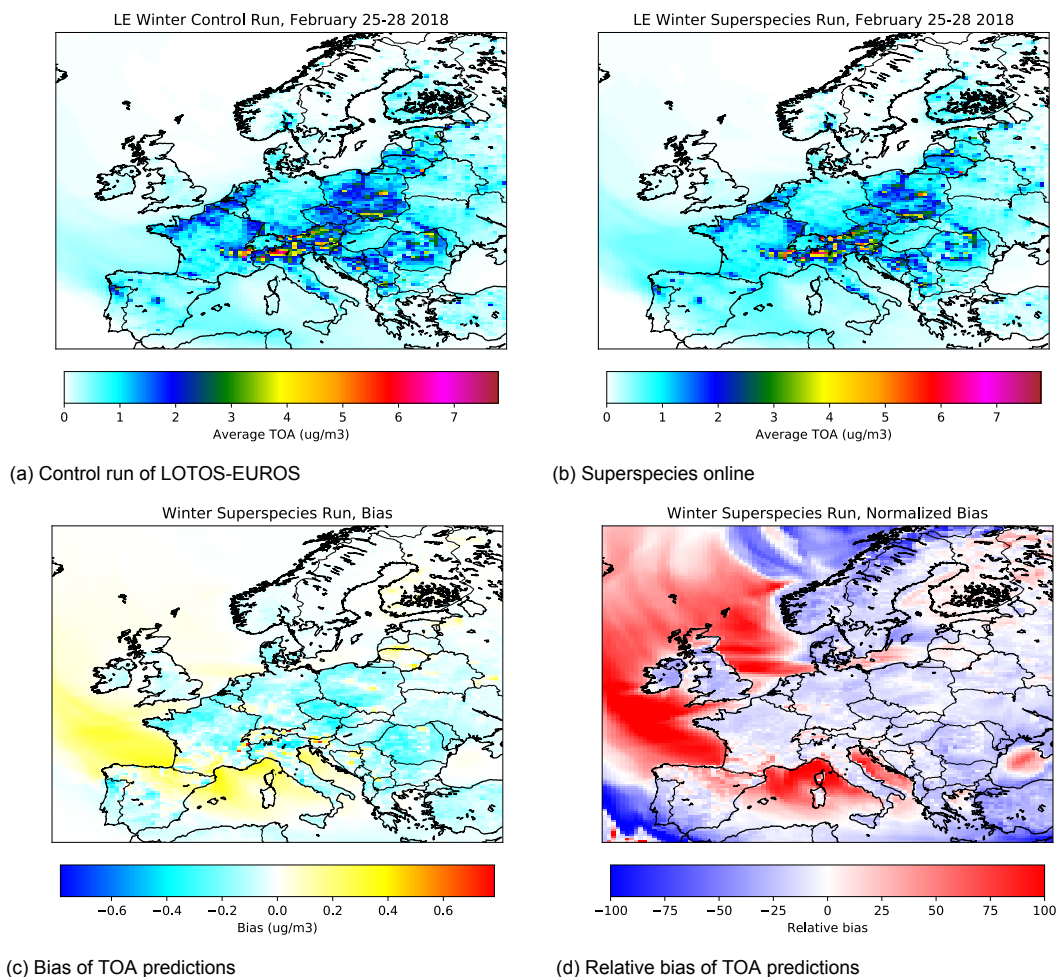 LE Winter Control Run, February 25-28 2018
LE Winter Superspecies Run, February 25-28 2018
0 1 2 3 4 5 6 7
Average TOA (ug/m3)
0 1 2 3 4 5 6 7
Average TOA (ug/m3)
(a) Control run of LOTOS-EUROS
(b) Superspecies online
Winter Superspecies Run, Bias
Winter Superspecies Run, Normalized Bias
−0.6 −0.4 −0.2 0.0 0.2 0.4 0.6
Bias (ug/m3)
−100 −75 −50 −25 0 25 50 75 100
Relative bias
(c) Bias of TOA predictions
(d) Relative bias of TOA predictions